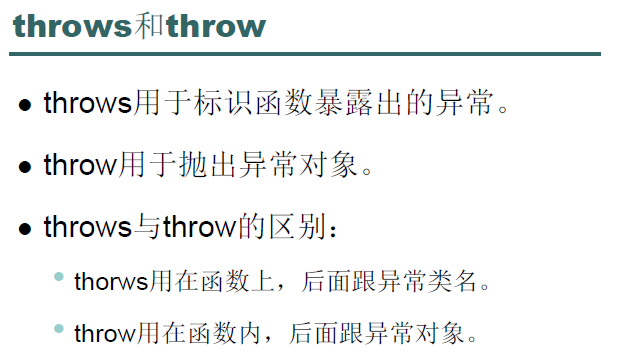 throws和throw
● throws用于标识函数暴露出的异常。
● throw用于抛出异常对象。
● throws与throw的区别：
• thorws用在函数上，后面跟异常类名。
• throw用在函数内，后面跟异常对象。